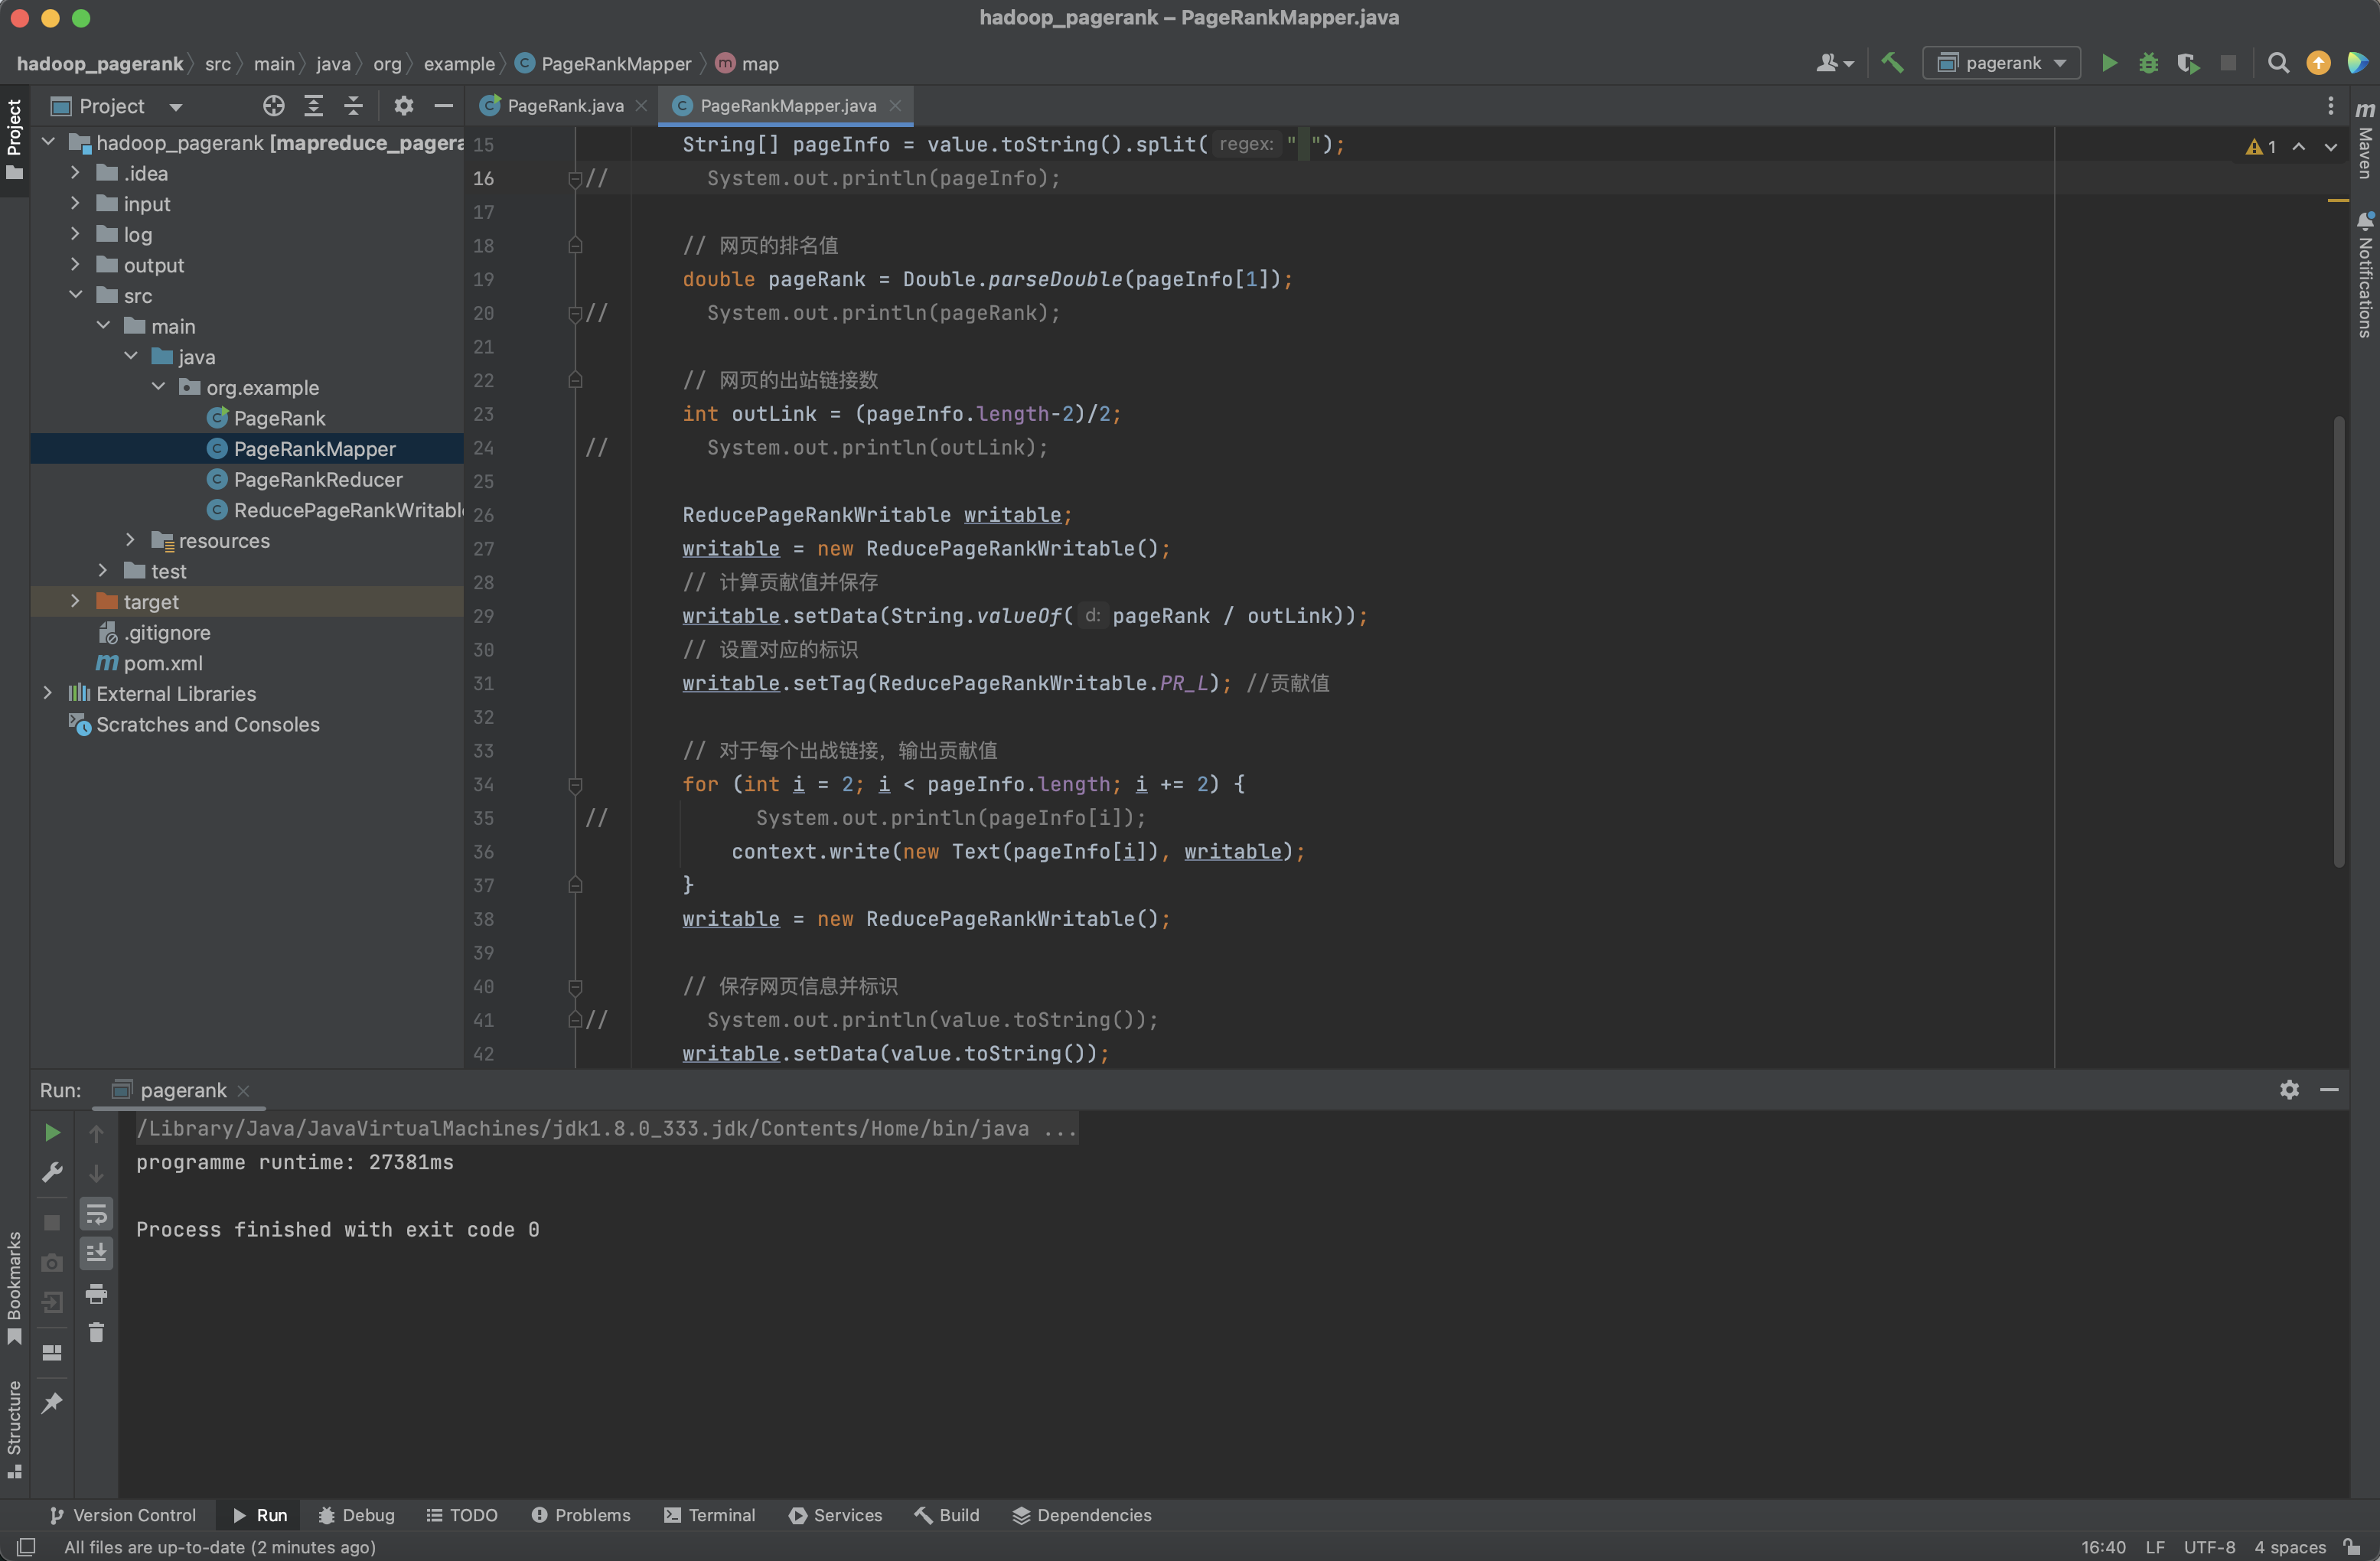 hadoop_pagerank – PageRankMapper.java
hadoop_pagerank src main java org example PageRankMapper map
pagerank
Project
PageRank.java
PageRankMapper.java
Project
hadoop_pagerank [mapreduce_pagera
.idea
input
log
output
src
main
java
org.example
PageRank
PageRankMapper
PageRankReducer
ReducePageRankWritabl
resources
test
target
.gitignore
pom.xml
External Libraries
Scratches and Consoles
1
15 String[] pageInfo = value.toString().split( regex: " ");
16 // System.out.println(pageInfo);
17
18 // 网页的排名值
19 double pageRank = Double.parseDouble(pageInfo[1]);
20 // System.out.println(pageRank);
21
22 // 网页的出站链接数
23 int outLink = (pageInfo.length-2)/2;
24 // System.out.println(outLink);
25
26 ReducePageRankWritable writable;
27 writable = new ReducePageRankWritable();
28 // 计算贡献值并保存
29 writable.setData(String.valueOf( d: pageRank / outLink));
30 // 设置对应的标识
31 writable.setTag(ReducePageRankWritable.PR_L); //贡献值
32
33 // 对于每个出战链接，输出贡献值
34 for (int i = 2; i < pageInfo.length; i += 2) {
35 // System.out.println(pageInfo[i]);
36 context.write(new Text(pageInfo[i]), writable);
37 }
38 writable = new ReducePageRankWritable();
39
40 // 保存网页信息并标识
41 // System.out.println(value.toString());
42 writable.setData(value.toString());
Maven
Notifications
Run: pagerank
/Library/Java/JavaVirtualMachines/jdk1.8.0_333.jdk/Contents/Home/bin/java ...
programme runtime: 27381ms
Process finished with exit code 0
Bookmarks
Structure
Version Control Run Debug TODO Problems Terminal Services Build Dependencies
All files are up-to-date (2 minutes ago)
16:40 LF UTF-8 4 spaces